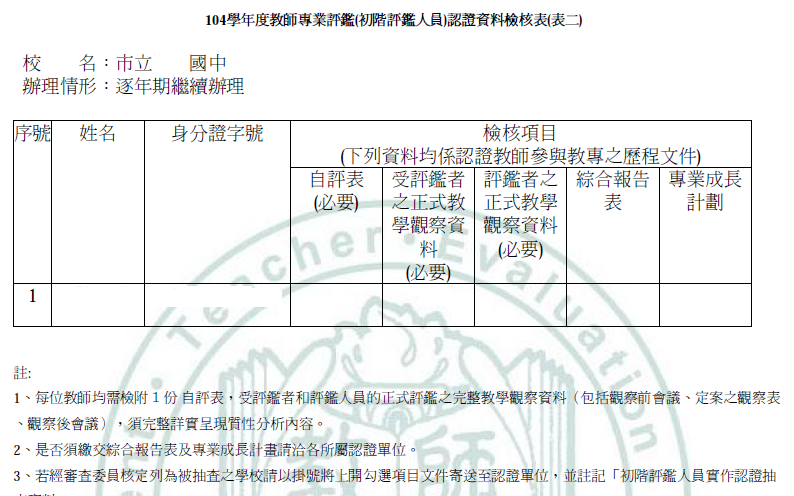 104學年度教師專業評鑑(初階評鑑人員)認證資料檢核表(表二)
校　　名：市立　　國中
辦理情形：逐年期繼續辦理
序號 姓名 身分證字號 檢核項目
(下列資料均係認證教師參與教專之歷程文件)
自評表 受評鑑者 評鑑者之 綜合報告 專業成長
(必要) 之正式教 正式教學 表 計劃
學觀察資 觀察資料
料 (必要)
(必要)
1
Teacher · Evaluation
註:
1、每位教師均需檢附 1 份 自評表，受評鑑者和評鑑人員的正式評鑑之完整教學觀察資料（包括觀察前會議、定案之觀察表
、觀察後會議），須完整詳實呈現質性分析內容。
2、是否須繳交綜合報告表及專業成長計畫請洽各所屬認證單位。
3、若經審查委員核定列為被抽查之學校請以掛號將上開勾選項目文件寄送至認證單位，並註記「初階評鑑人員實作認證抽
教師